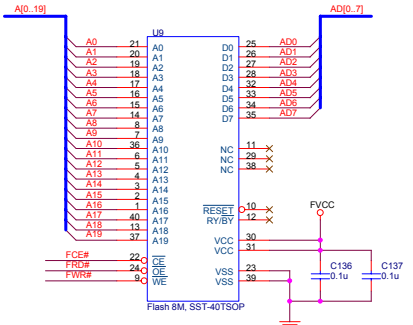 A[0..19] AD[0..7]
U9
A0 21 A0 D0 25 AD0
A1 20 A1 D1 26 AD1
A2 19 A2 D2 27 AD2
A3 18 A3 D3 28 AD3
A4 17 A4 D4 32 AD4
A5 16 A5 D5 33 AD5
A6 15 A6 D6 34 AD6
A7 14 A7 D7 35 AD7
A8 8 A8
A9 7 A9
A10 36 A10 NC 11
A11 6 A11 NC 29
A12 5 A12 NC 38
A13 4 A13
A14 3 A14
A15 2 A15
A16 1 A16 RESET 10 FVCC
A17 40 A17 RY/BY 12
A18 13 A18
A19 37 A19 VCC 30
VCC 31
FCE# 22 CE VSS 23 C136 C137
FRD# 24 OE VSS 39 0.1u 0.1u
FWR# 9 WE
Flash 8M, SST-40TSOP